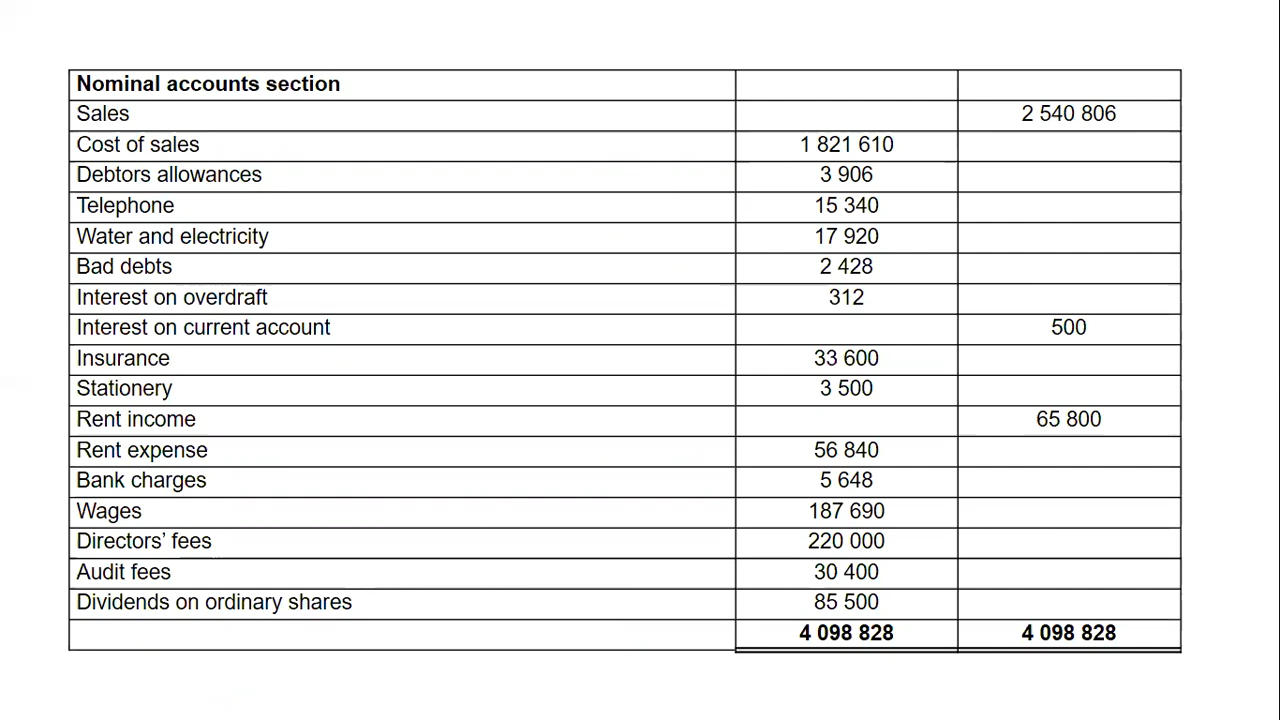 Nominal accounts section
Sales 2 540 806
Cost of sales 1 821 610
Debtors allowances 3 906
Telephone 15 340
Water and electricity 17 920
Bad debts 2 428
Interest on overdraft 312
Interest on current account 500
Insurance 33 600
Stationery 3 500
Rent income 65 800
Rent expense 56 840
Bank charges 5 648
Wages 187 690
Directors’ fees 220 000
Audit fees 30 400
Dividends on ordinary shares 85 500
4 098 828 4 098 828